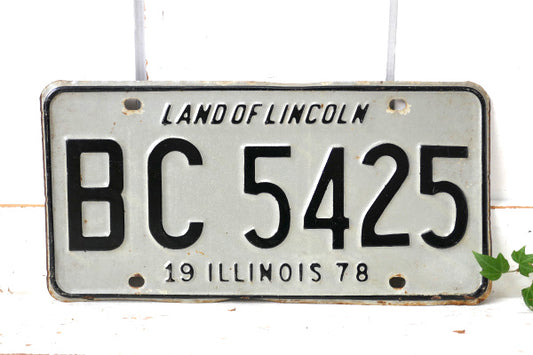 LAND OF LINCOLN
BC 5425
19 ILLINOIS 78